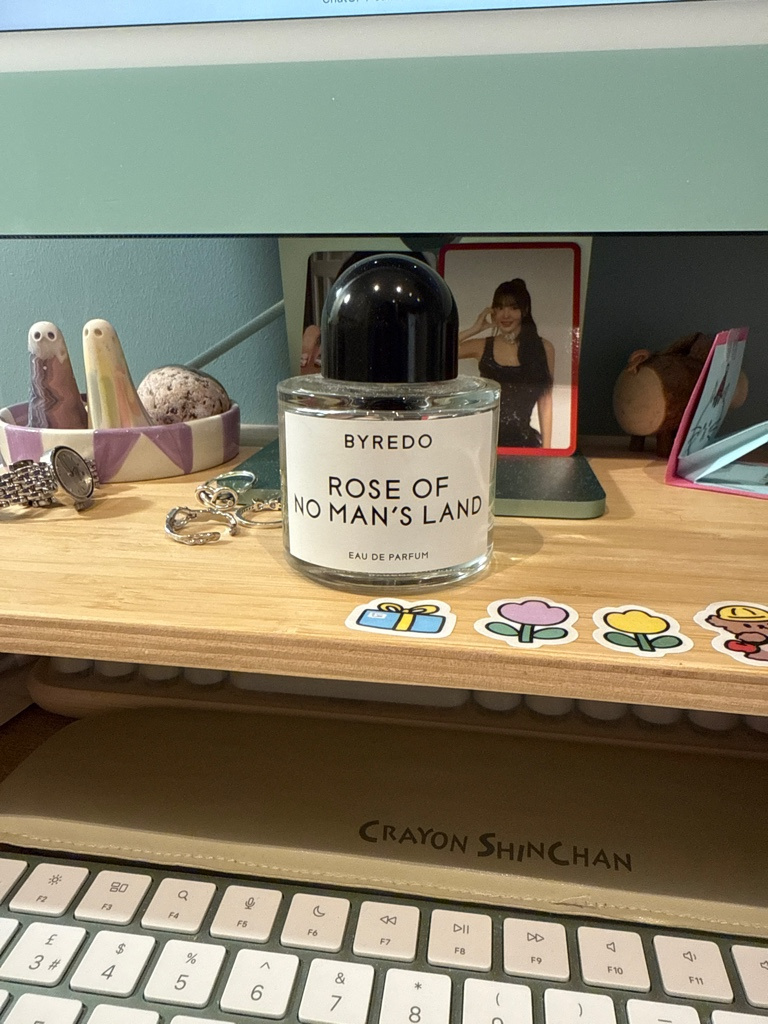 BYREDO
ROSE OF
NO MAN'S LAND
EAU DE PARFUM
CRAYON SHINCHAN
F2
F3
F4
F5
F6
F7
F8
F9
F10
F11
£
3 #
$
4
%
5
^
6
&
7
*
8
(
)